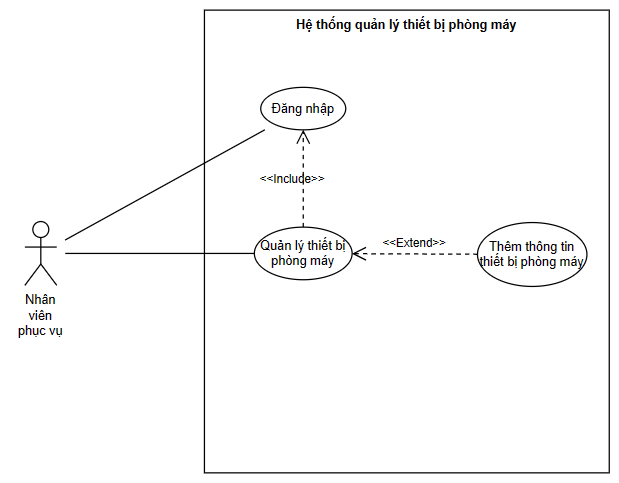 Hệ thống quản lý thiết bị phòng máy
Đăng nhập
<<Include>>
Quản lý thiết bị
phòng máy
<<Extend>>
Thêm thông tin
thiết bị phòng máy
Nhân
viên
phục vụ